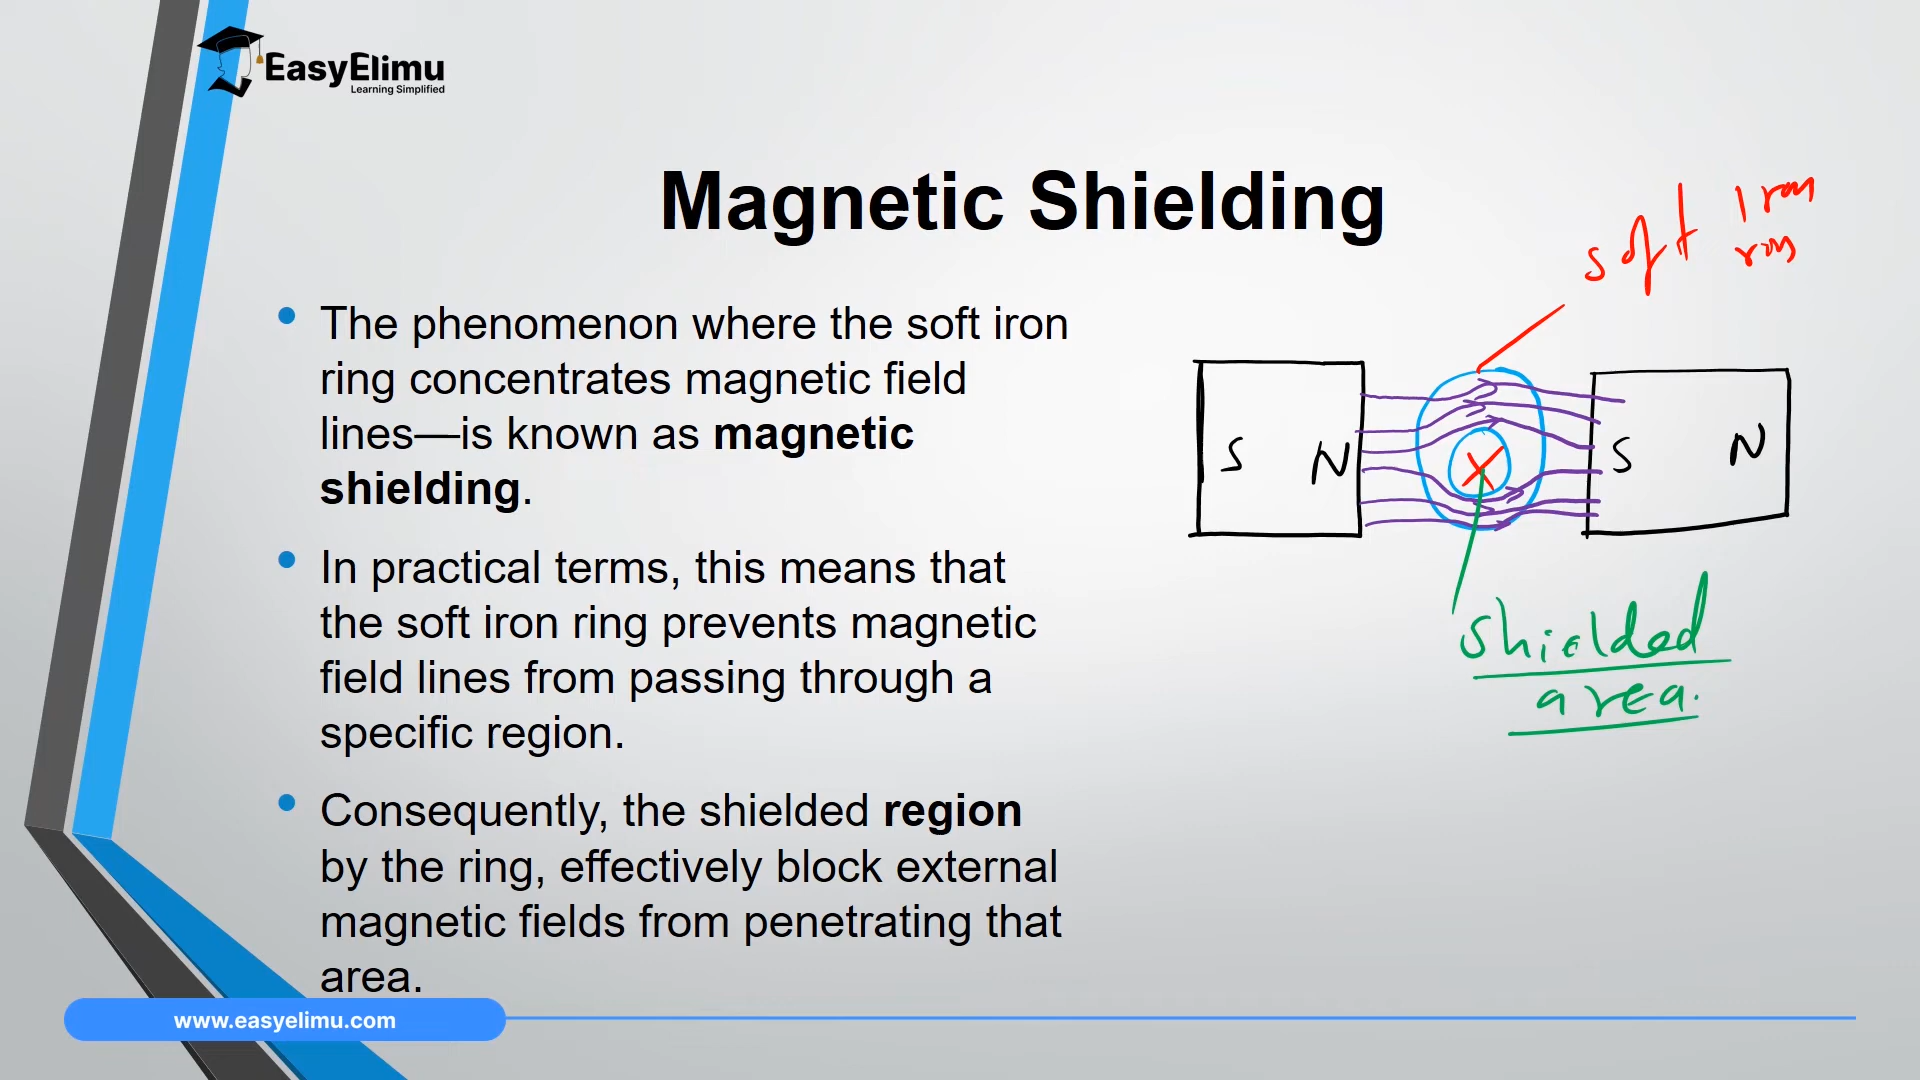 EasyElimu
Learning Simplified
Magnetic Shielding
The phenomenon where the soft iron
ring concentrates magnetic field
lines—is known as magnetic
shielding.
In practical terms, this means that
the soft iron ring prevents magnetic
field lines from passing through a
specific region.
Consequently, the shielded region
by the ring, effectively block external
magnetic fields from penetrating that
area.
soft iron
S N
S N
shielded
area.
www.easyelimu.com